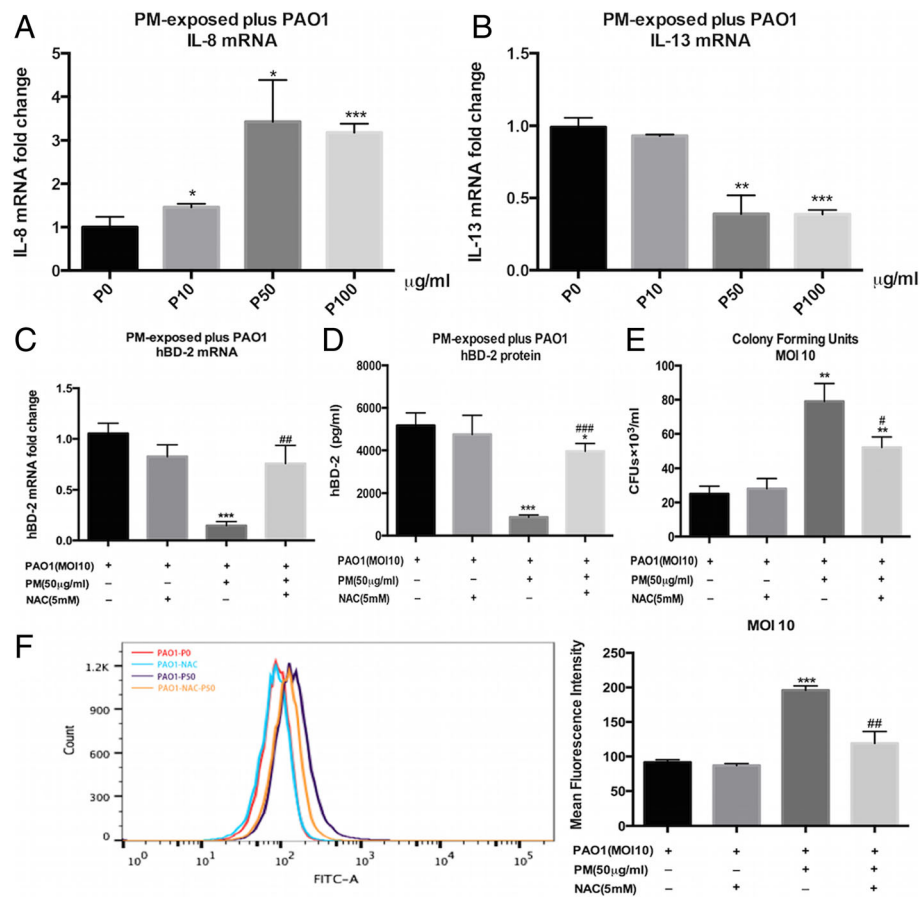 A
PM-exposed plus PAO1
IL-8 mRNA
IL-8 mRNA fold change
5
4
3
2
1
0
*
*
***
P0
P10
P50
P100
µg/ml
B
PM-exposed plus PAO1
IL-13 mRNA
IL-13 mRNA fold change
1.5
1.0
0.5
0.0
**
***
P0
P10
P50
P100
µg/ml
C
PM-exposed plus PAO1
hBD-2 mRNA
hBD-2 mRNA fold change
1.5
1.0
0.5
0.0
***
##
PAO1(MOI10) + + + +
PM(50µg/ml) – – + +
NAC(5mM) – + – +
D
PM-exposed plus PAO1
hBD-2 protein
hBD-2 (pg/ml)
8000
6000
4000
2000
0
***
###
*
PAO1(MOI10) + + + +
PM(50µg/ml) – – + +
NAC(5mM) – + – +
E
Colony Forming Units
MOI 10
CFUs×10³/ml
100
80
60
40
20
0
**
#
**
PAO1(MOI10) + + + +
PM(50µg/ml) – – + +
NAC(5mM) – + – +
F
PAO1-P0
PAO1-NAC
PAO1-P50
PAO1-NAC-P50
Count
1.2K
900
600
300
0
10⁰ 10¹ 10² 10³ 10⁴ 10⁵
FITC-A
MOI 10
Mean Fluorescence Intensity
250
200
150
100
50
0
***
##
PAO1(MOI10) + + + +
PM(50µg/ml) – – + +
NAC(5mM) – + – +